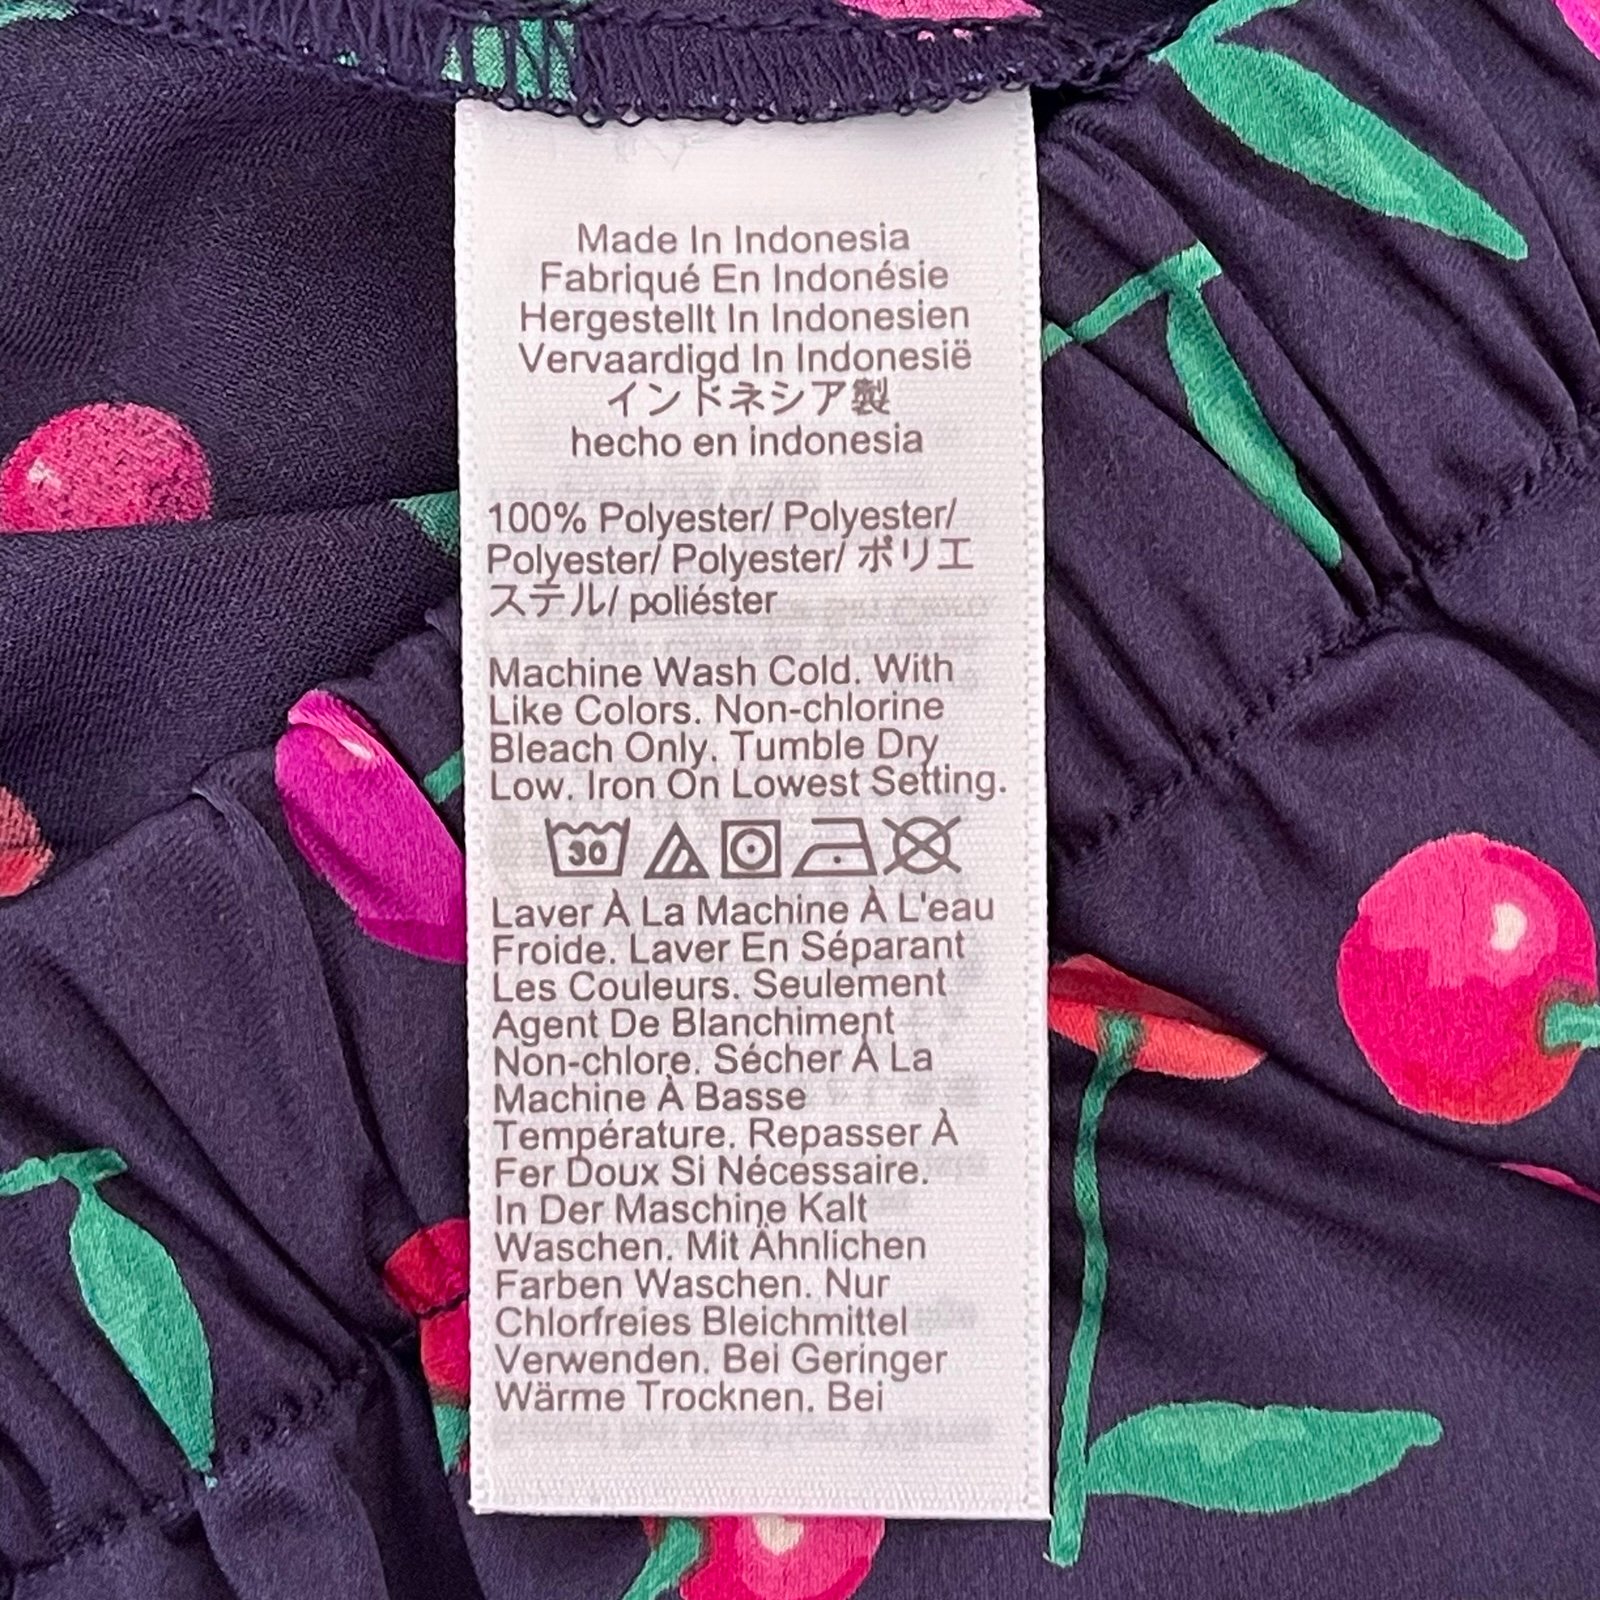 Made In Indonesia
Fabriqué En Indonésie
Hergestellt In Indonesien
Vervaardigd In Indonesië
インドネシア製
hecho en indonesia
100% Polyester/ Polyester/
Polyester/ Polyester/ ポリエ
ステル/ poliéster
Machine Wash Cold. With
Like Colors. Non-chlorine
Bleach Only. Tumble Dry
Low. Iron On Lowest Setting.
30
Laver À La Machine À L'eau
Froide. Laver En Séparant
Les Couleurs. Seulement
Agent De Blanchiment
Non-chlore. Sécher À La
Machine À Basse
Température. Repasser À
Fer Doux Si Nécessaire.
In Der Maschine Kalt
Waschen. Mit Ähnlichen
Farben Waschen. Nur
Chlorfreies Bleichmittel
Verwenden. Bei Geringer
Wärme Trocknen. Bei